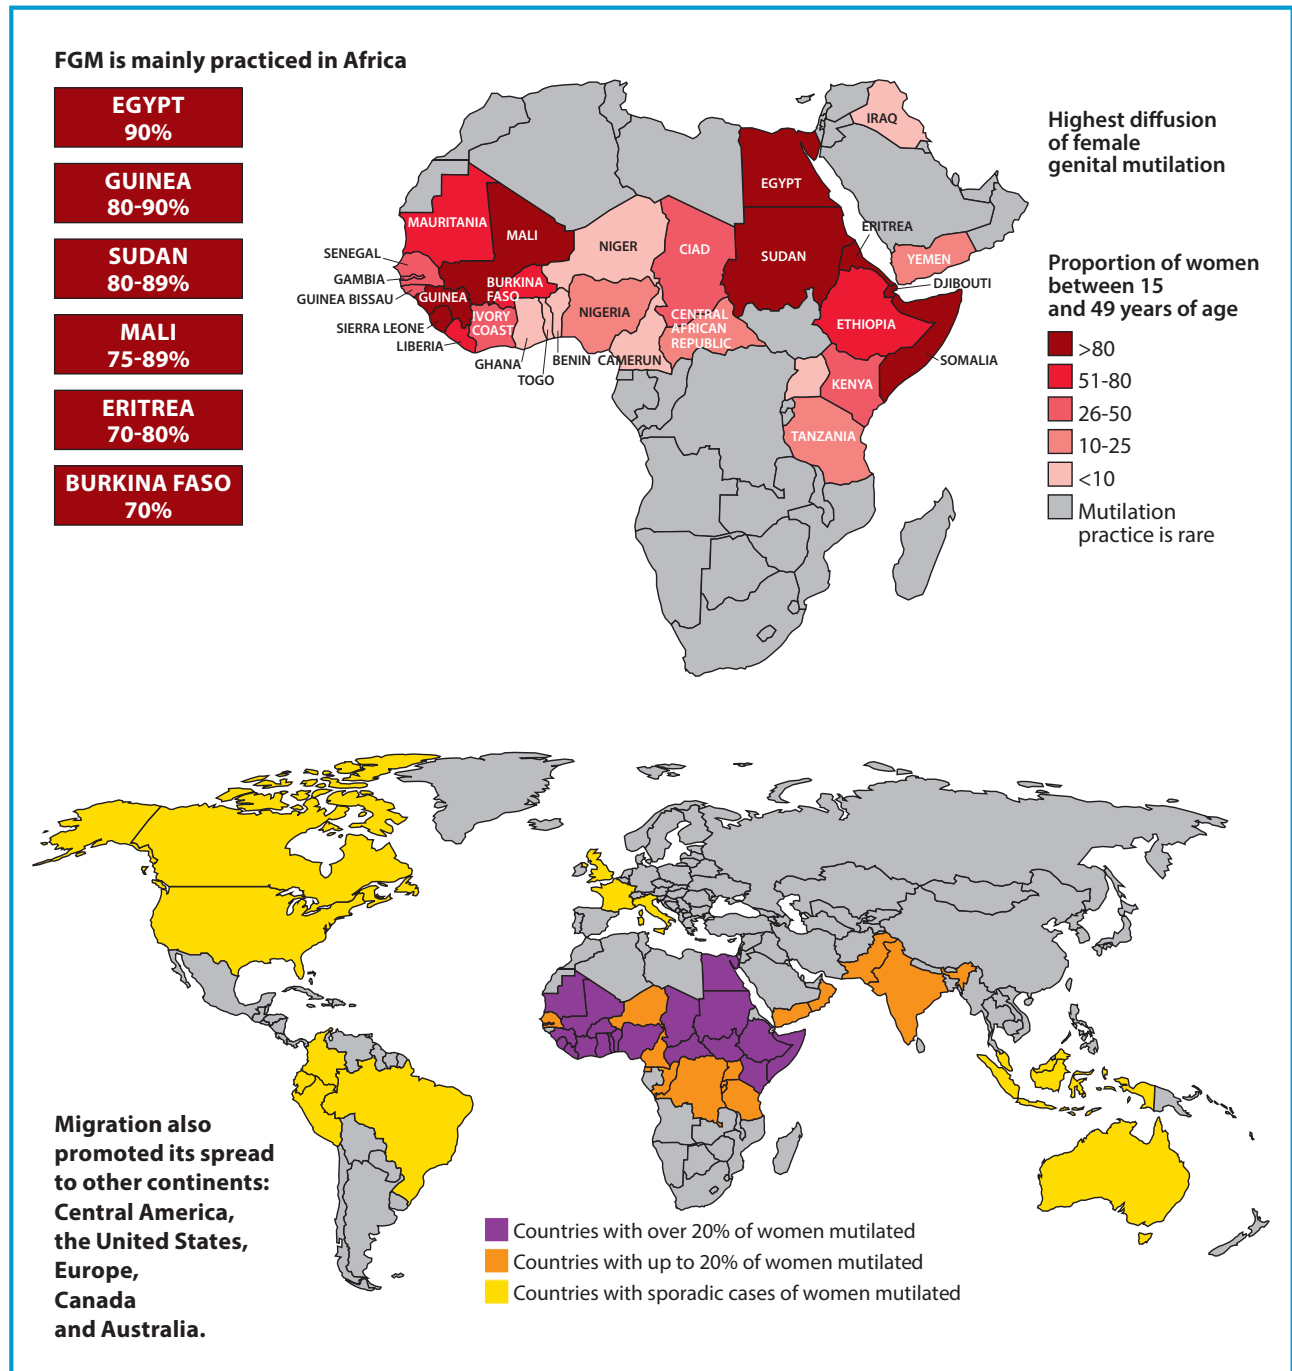 FGM is mainly practiced in Africa
EGYPT
90%
GUINEA
80-90%
SUDAN
80-89%
MALI
75-89%
ERITREA
70-80%
BURKINA FASO
70%
IRAQ
EGYPT
MAURITANIA
MALI
NIGER
CIAD
SUDAN
ERITREA
YEMEN
DJIBOUTI
SENEGAL
GAMBIA
GUINEA BISSAU
GUINEA
BURKINA
FASO
SIERRA LEONE
LIBERIA
IVORY
COAST
GHANA
TOGO
BENIN
NIGERIA
CAMERUN
CENTRAL
AFRICAN
REPUBLIC
ETHIOPIA
SOMALIA
KENYA
TANZANIA
Highest diffusion
of female
genital mutilation
Proportion of women
between 15
and 49 years of age
>80
51-80
26-50
10-25
<10
Mutilation
practice is rare
Migration also
promoted its spread
to other continents:
Central America,
the United States,
Europe,
Canada
and Australia.
Countries with over 20% of women mutilated
Countries with up to 20% of women mutilated
Countries with sporadic cases of women mutilated